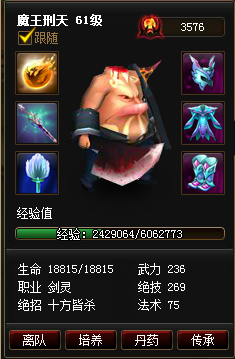 魔王刑天 61级
3576
跟随
经验值
经验：2429064/6062773
生命 18815/18815 武力 236
职业 剑灵 绝技 269
绝招 十方皆杀 法术 75
离队 培养 丹药 传承